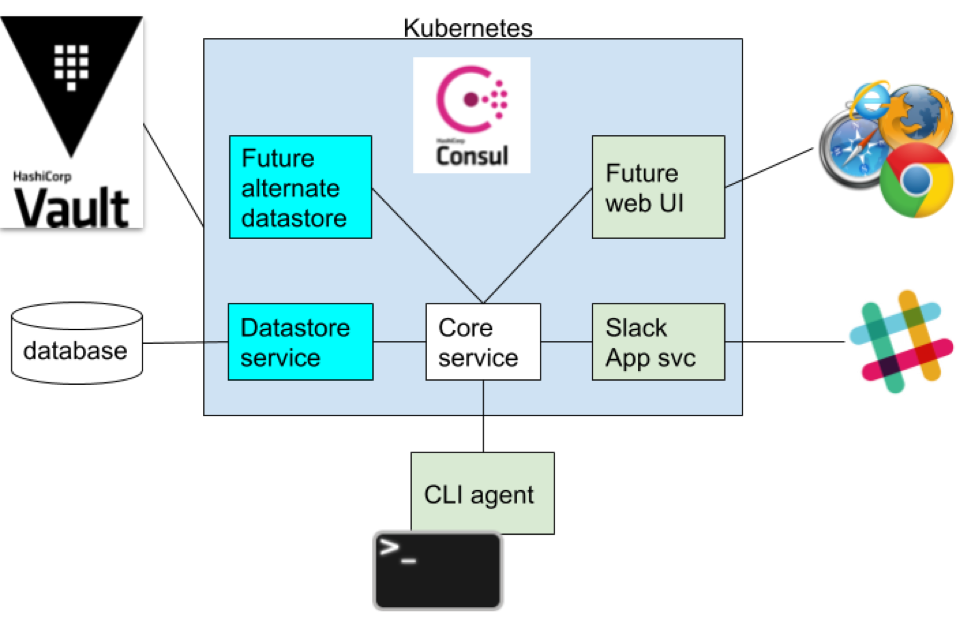 Kubernetes
HashiCorp
Vault
HashiCorp
Consul
Future
alternate
datastore
Future
web UI
database
Datastore
service
Core
service
Slack
App svc
CLI agent
>_